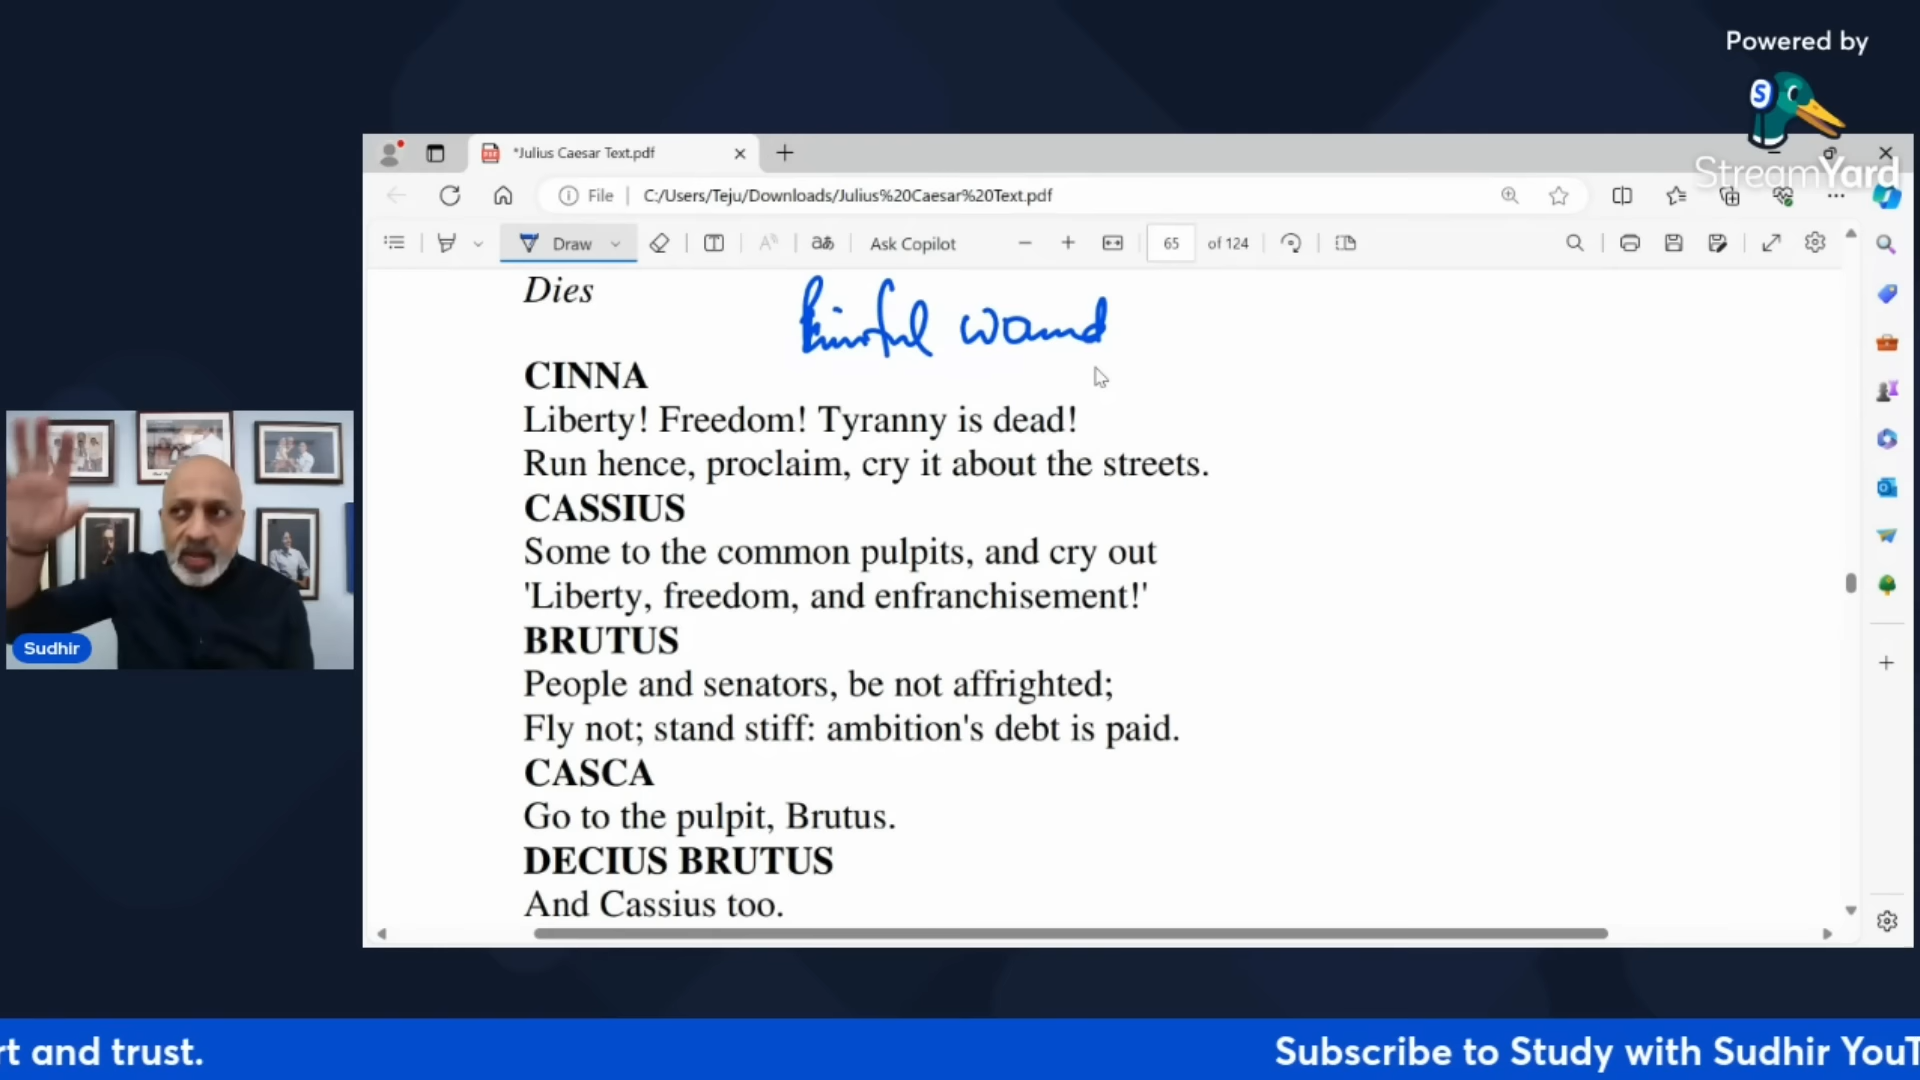 Powered by
S
StreamYard
*Julius Caesar Text.pdf
File
C:/Users/Teju/Downloads/Julius%20Caesar%20Text.pdf
Draw
aあ
Ask Copilot
65 of 124
Dies
wound
CINNA
Liberty! Freedom! Tyranny is dead!
Run hence, proclaim, cry it about the streets.
CASSIUS
Some to the common pulpits, and cry out
'Liberty, freedom, and enfranchisement!'
BRUTUS
People and senators, be not affrighted;
Fly not; stand stiff: ambition's debt is paid.
CASCA
Go to the pulpit, Brutus.
DECIUS BRUTUS
And Cassius too.
Sudhir
rt and trust.
Subscribe to Study with Sudhir YouT